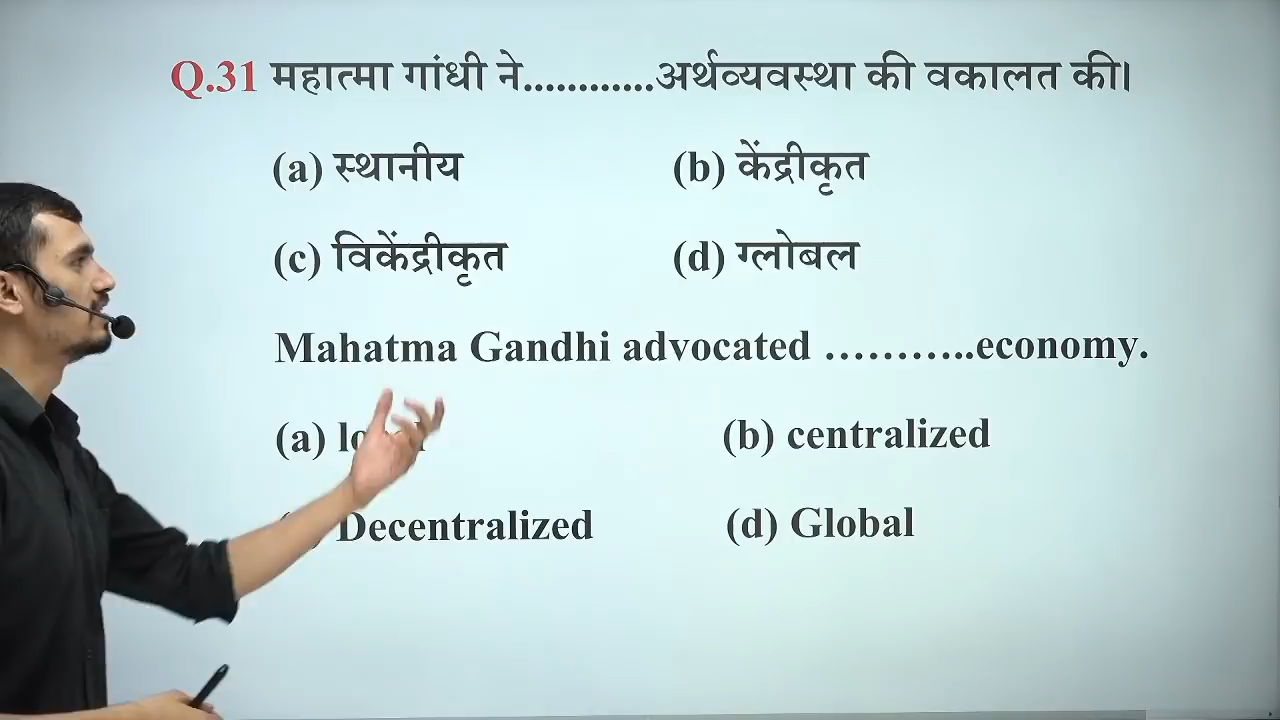 Q.31 महात्मा गांधी ने............अर्थव्यवस्था की वकालत की।
(a) स्थानीय (b) केंद्रीकृत
(c) विकेंद्रीकृत (d) ग्लोबल
Mahatma Gandhi advocated ………..economy.
(a) (b) centralized
Decentralized (d) Global